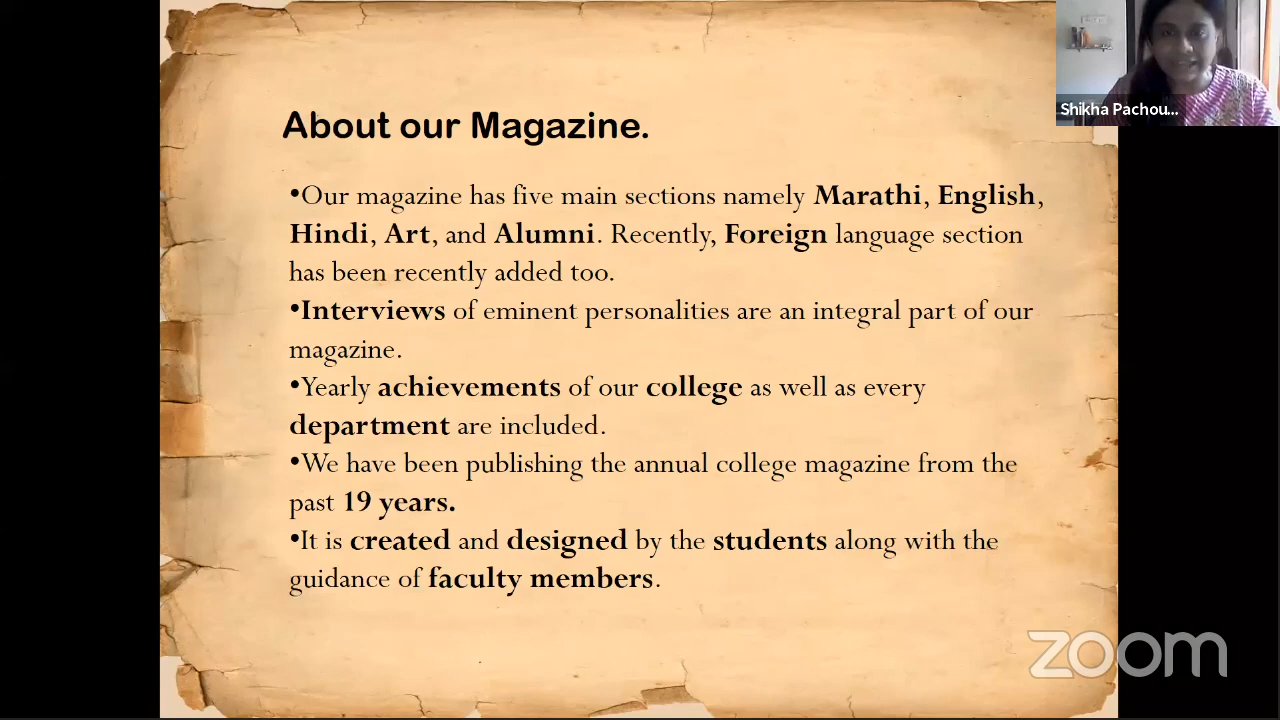 Shikha Pachou...
About our Magazine.
•Our magazine has five main sections namely Marathi, English,
Hindi, Art, and Alumni. Recently, Foreign language section
has been recently added too.
•Interviews of eminent personalities are an integral part of our
magazine.
•Yearly achievements of our college as well as every
department are included.
•We have been publishing the annual college magazine from the
past 19 years.
•It is created and designed by the students along with the
guidance of faculty members.
zoom